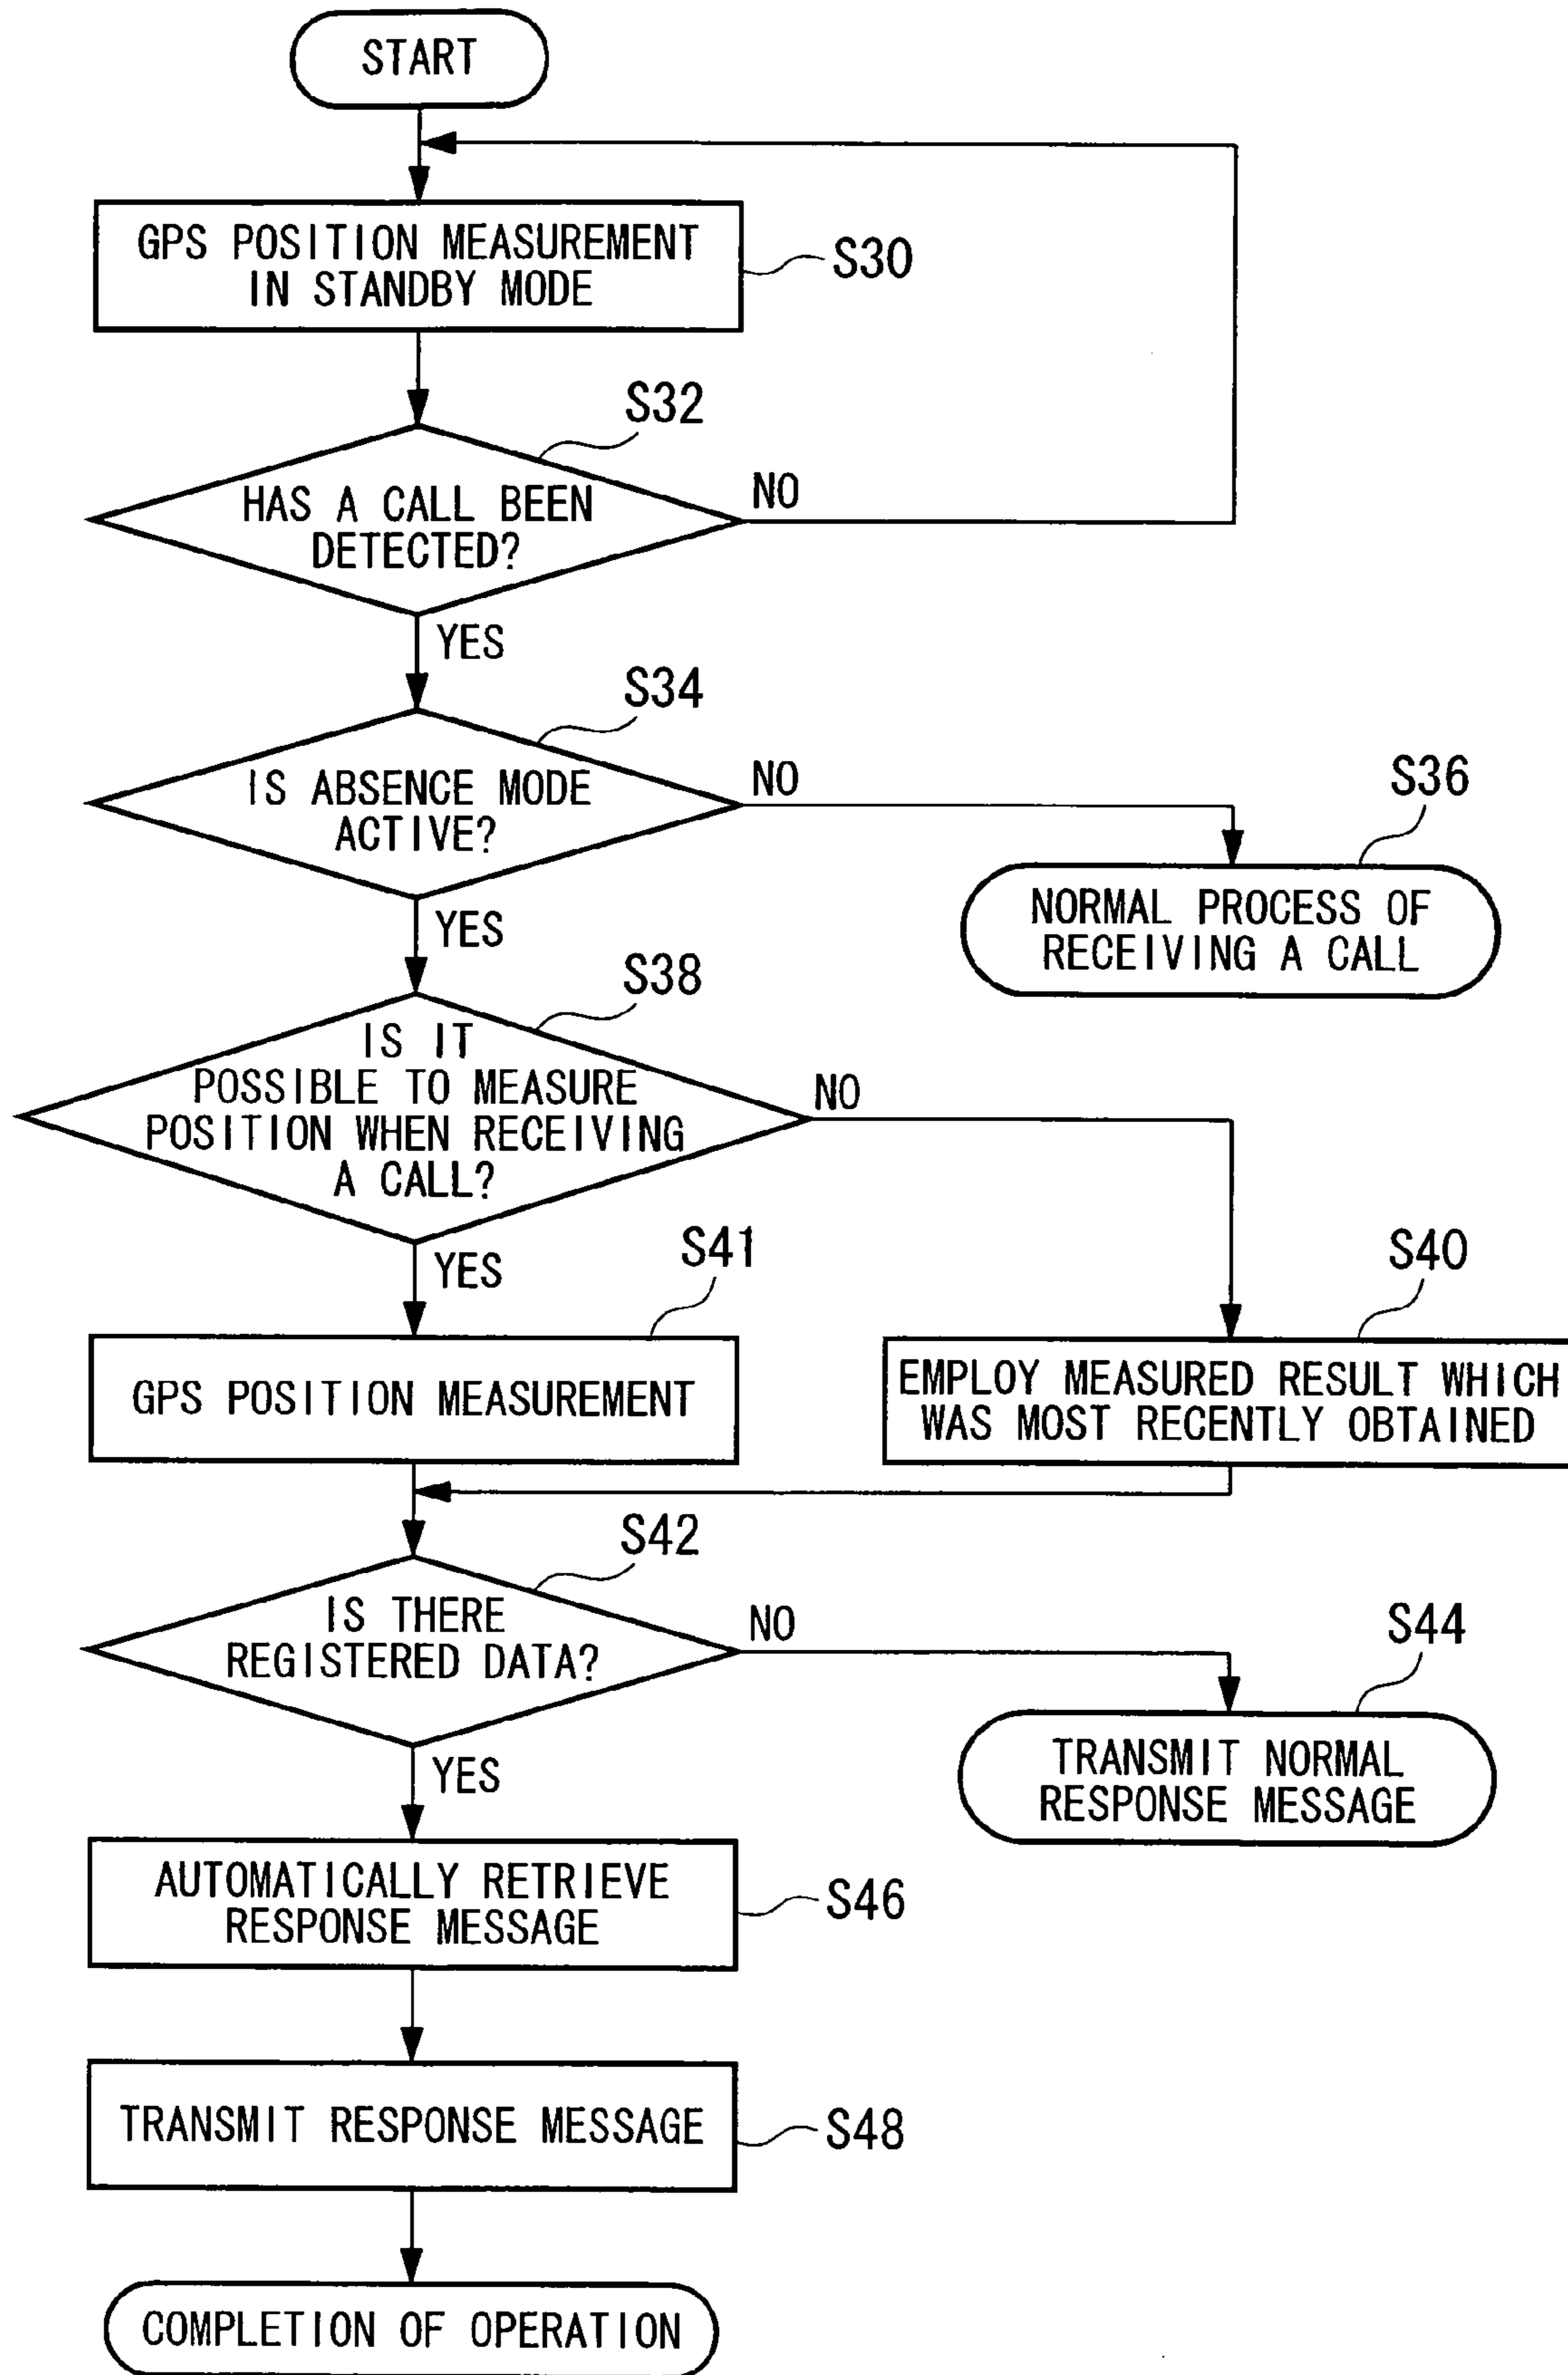 START
GPS POSITION MEASUREMENT
IN STANDBY MODE
S30
S32
HAS A CALL BEEN
DETECTED?
NO
YES
S34
IS ABSENCE MODE
ACTIVE?
NO
S36
NORMAL PROCESS OF
RECEIVING A CALL
YES
S38
IS IT
POSSIBLE TO MEASURE
POSITION WHEN RECEIVING
A CALL?
NO
YES
S41
GPS POSITION MEASUREMENT
S40
EMPLOY MEASURED RESULT WHICH
WAS MOST RECENTLY OBTAINED
S42
IS THERE
REGISTERED DATA?
NO
S44
TRANSMIT NORMAL
RESPONSE MESSAGE
YES
AUTOMATICALLY RETRIEVE
RESPONSE MESSAGE
S46
TRANSMIT RESPONSE MESSAGE
S48
COMPLETION OF OPERATION